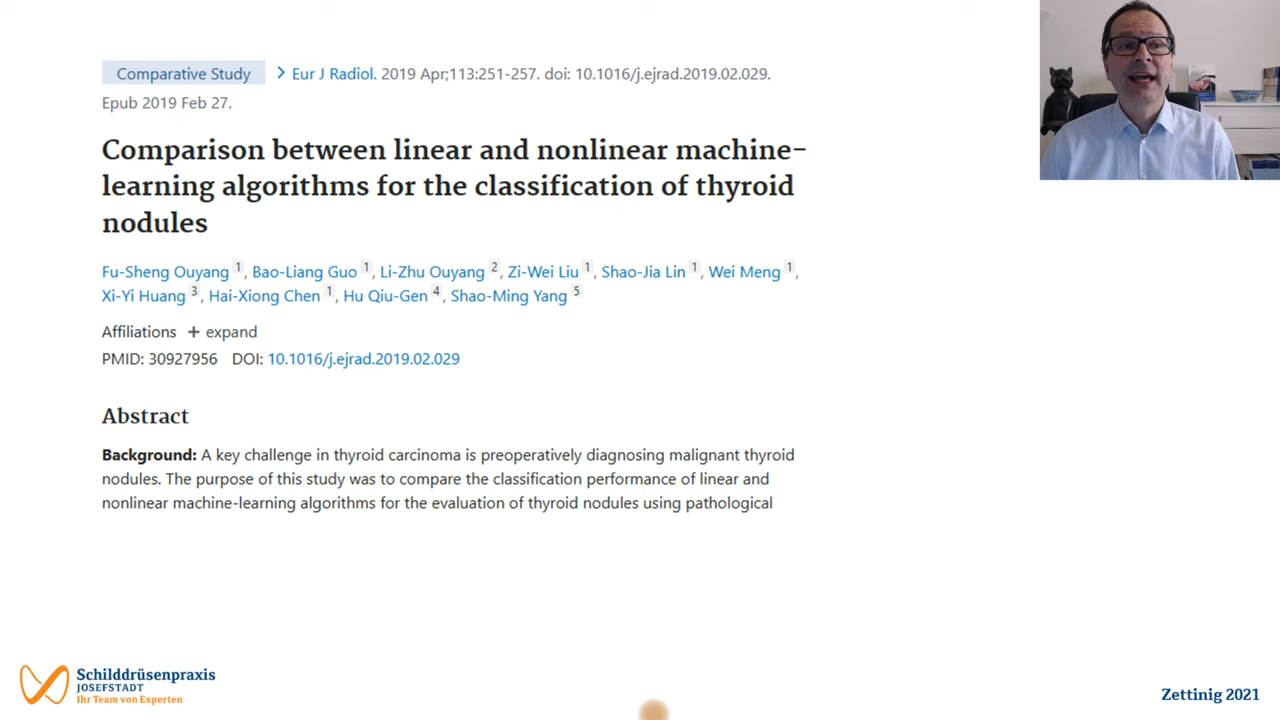 Comparative Study > Eur J Radiol. 2019 Apr;113:251-257. doi: 10.1016/j.ejrad.2019.02.029.
Epub 2019 Feb 27.
Comparison between linear and nonlinear machine-
learning algorithms for the classification of thyroid
nodules
Fu-Sheng Ouyang 1, Bao-Liang Guo 1, Li-Zhu Ouyang 2, Zi-Wei Liu 1, Shao-Jia Lin 1, Wei Meng 1,
Xi-Yi Huang 3, Hai-Xiong Chen 1, Hu Qiu-Gen 4, Shao-Ming Yang 5
Affiliations + expand
PMID: 30927956 DOI: 10.1016/j.ejrad.2019.02.029
Abstract
Background: A key challenge in thyroid carcinoma is preoperatively diagnosing malignant thyroid
nodules. The purpose of this study was to compare the classification performance of linear and
nonlinear machine-learning algorithms for the evaluation of thyroid nodules using pathological
Schilddrüsenpraxis
JOSEFSTADT
Ihr Team von Experten
Zettinig 2021